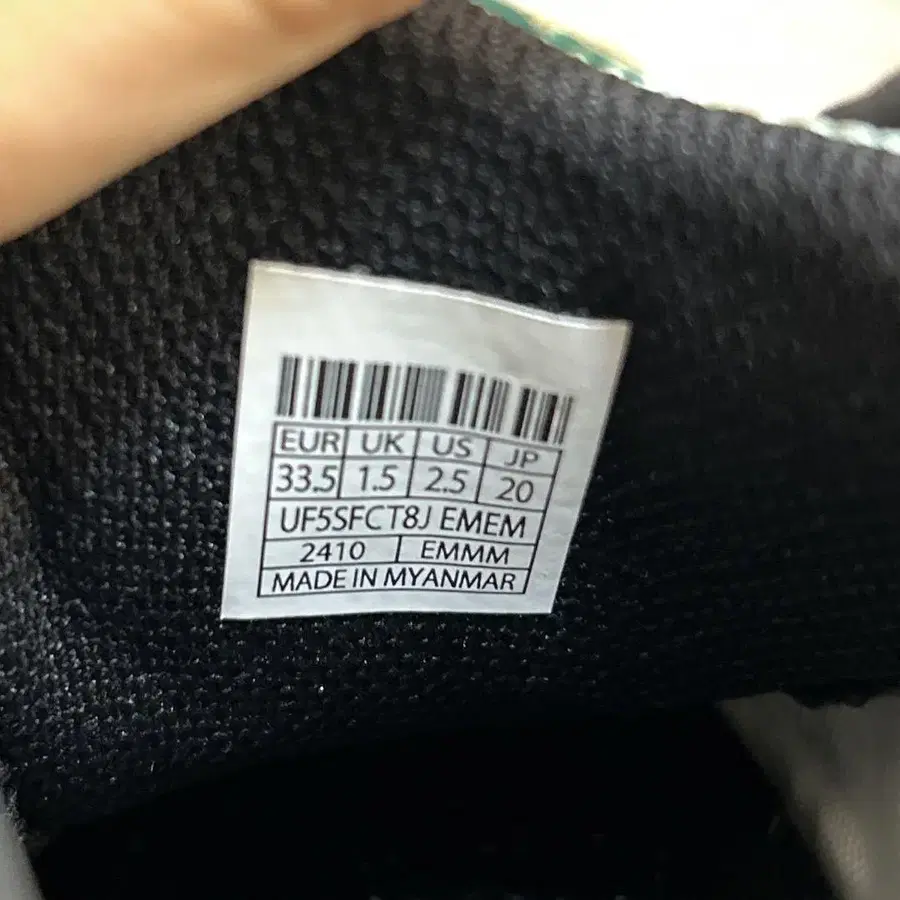 EUR UK US JP
33.5 1.5 2.5 20
UF5SFCT8J EMEM
2410 EMMM
MADE IN MYANMAR